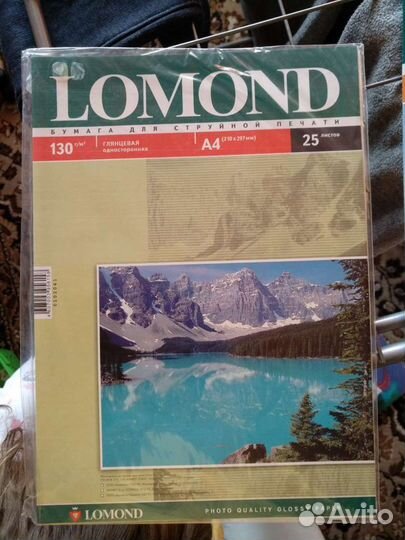 LOMOND
БУМАГА ДЛЯ СТРУЙНОЙ ПЕЧАТИ
130 г/м² ГЛЯНЦЕВАЯ односторонняя A4 (210 x 297 мм) 25 листов
LOMOND
PHOTO QUALITY GLOSSY PAPER
Avito